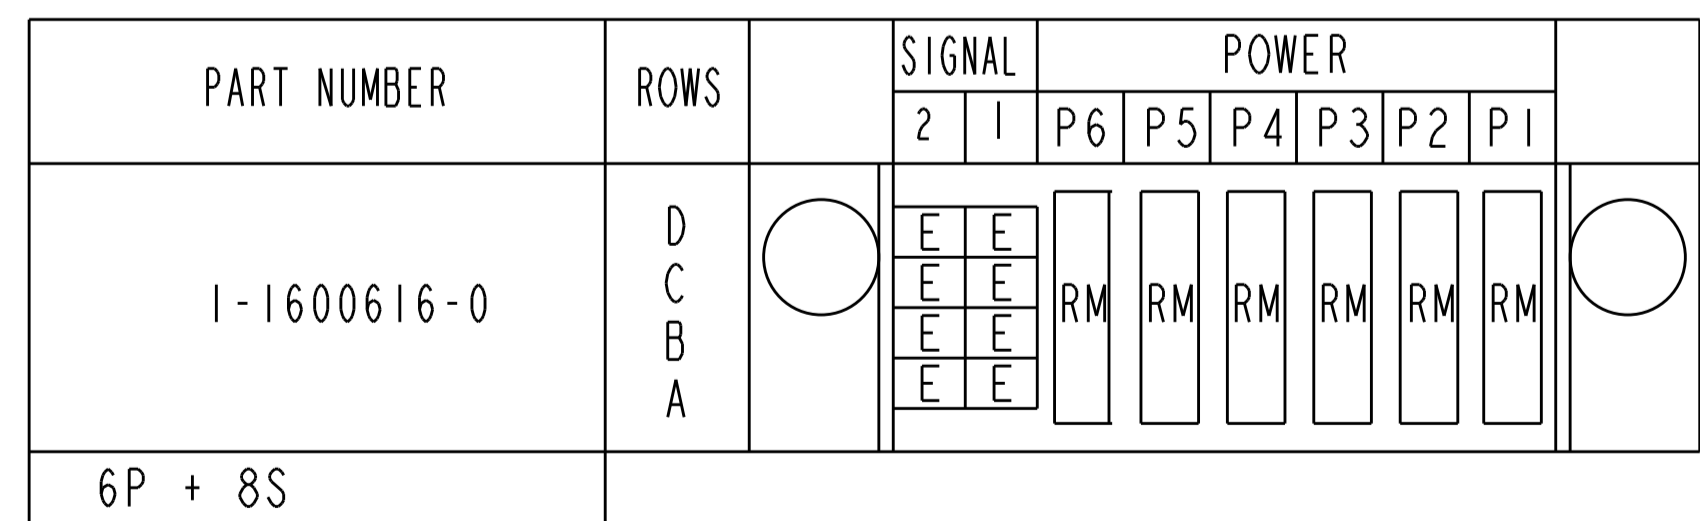 PART NUMBER ROWS SIGNAL POWER
2 1 P6 P5 P4 P3 P2 P1
D E E
C E E
1-1600616-0 RM RM RM RM RM RM
B E E
A E E
6P + 8S